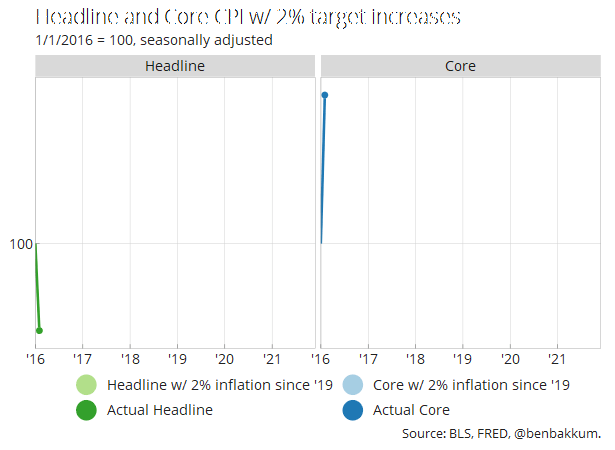 Headline and Core CPI w/ 2% target increases
1/1/2016 = 100, seasonally adjusted
Headline Core
100
'16 '17 '18 '19 '20 '21 '16 '17 '18 '19 '20 '21
Headline w/ 2% inflation since '19 Core w/ 2% inflation since '19
Actual Headline Actual Core
Source: BLS, FRED, @benbakkum.